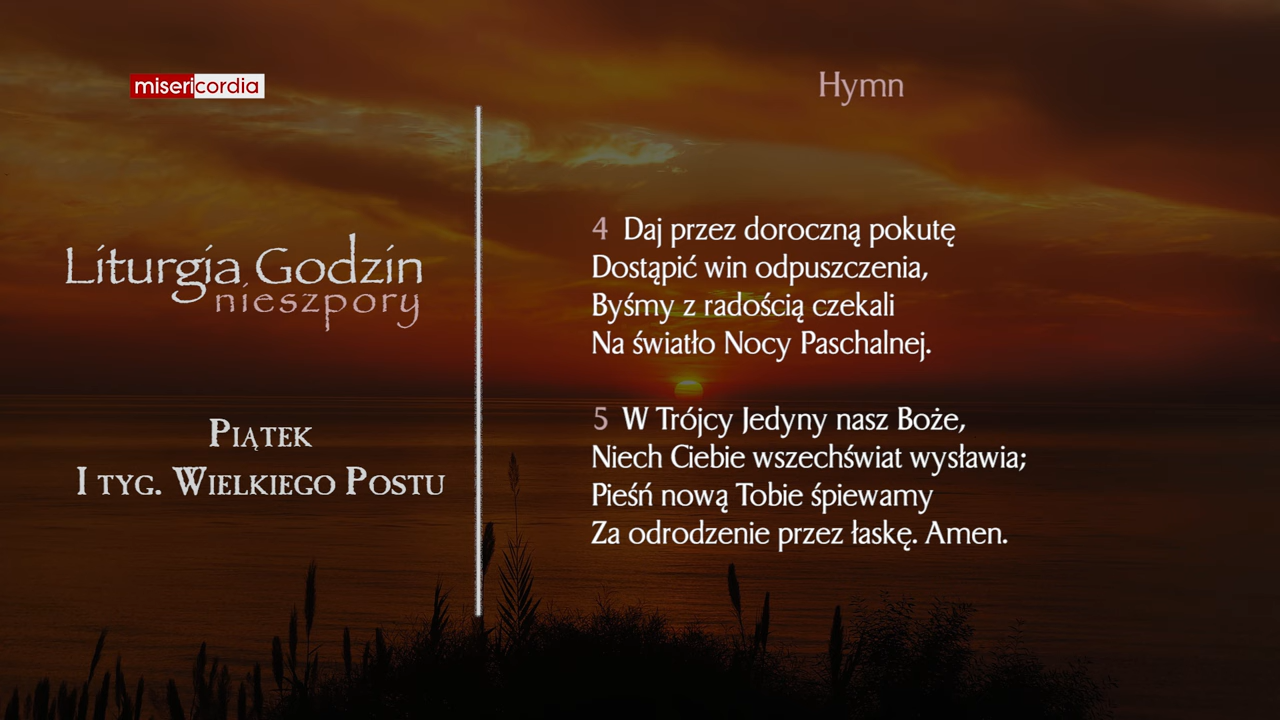 misericordia
Hymn
Liturgia Godzin
nieszpory
Piątek
I tyg. Wielkiego Postu
4 Daj przez doroczną pokutę
Dostąpić win odpuszczenia,
Byśmy z radością czekali
Na światło Nocy Paschalnej.
5 W Trójcy Jedyny nasz Boże,
Niech Ciebie wszechświat wysławia;
Pieśń nową Tobie śpiewamy
Za odrodzenie przez łaskę. Amen.